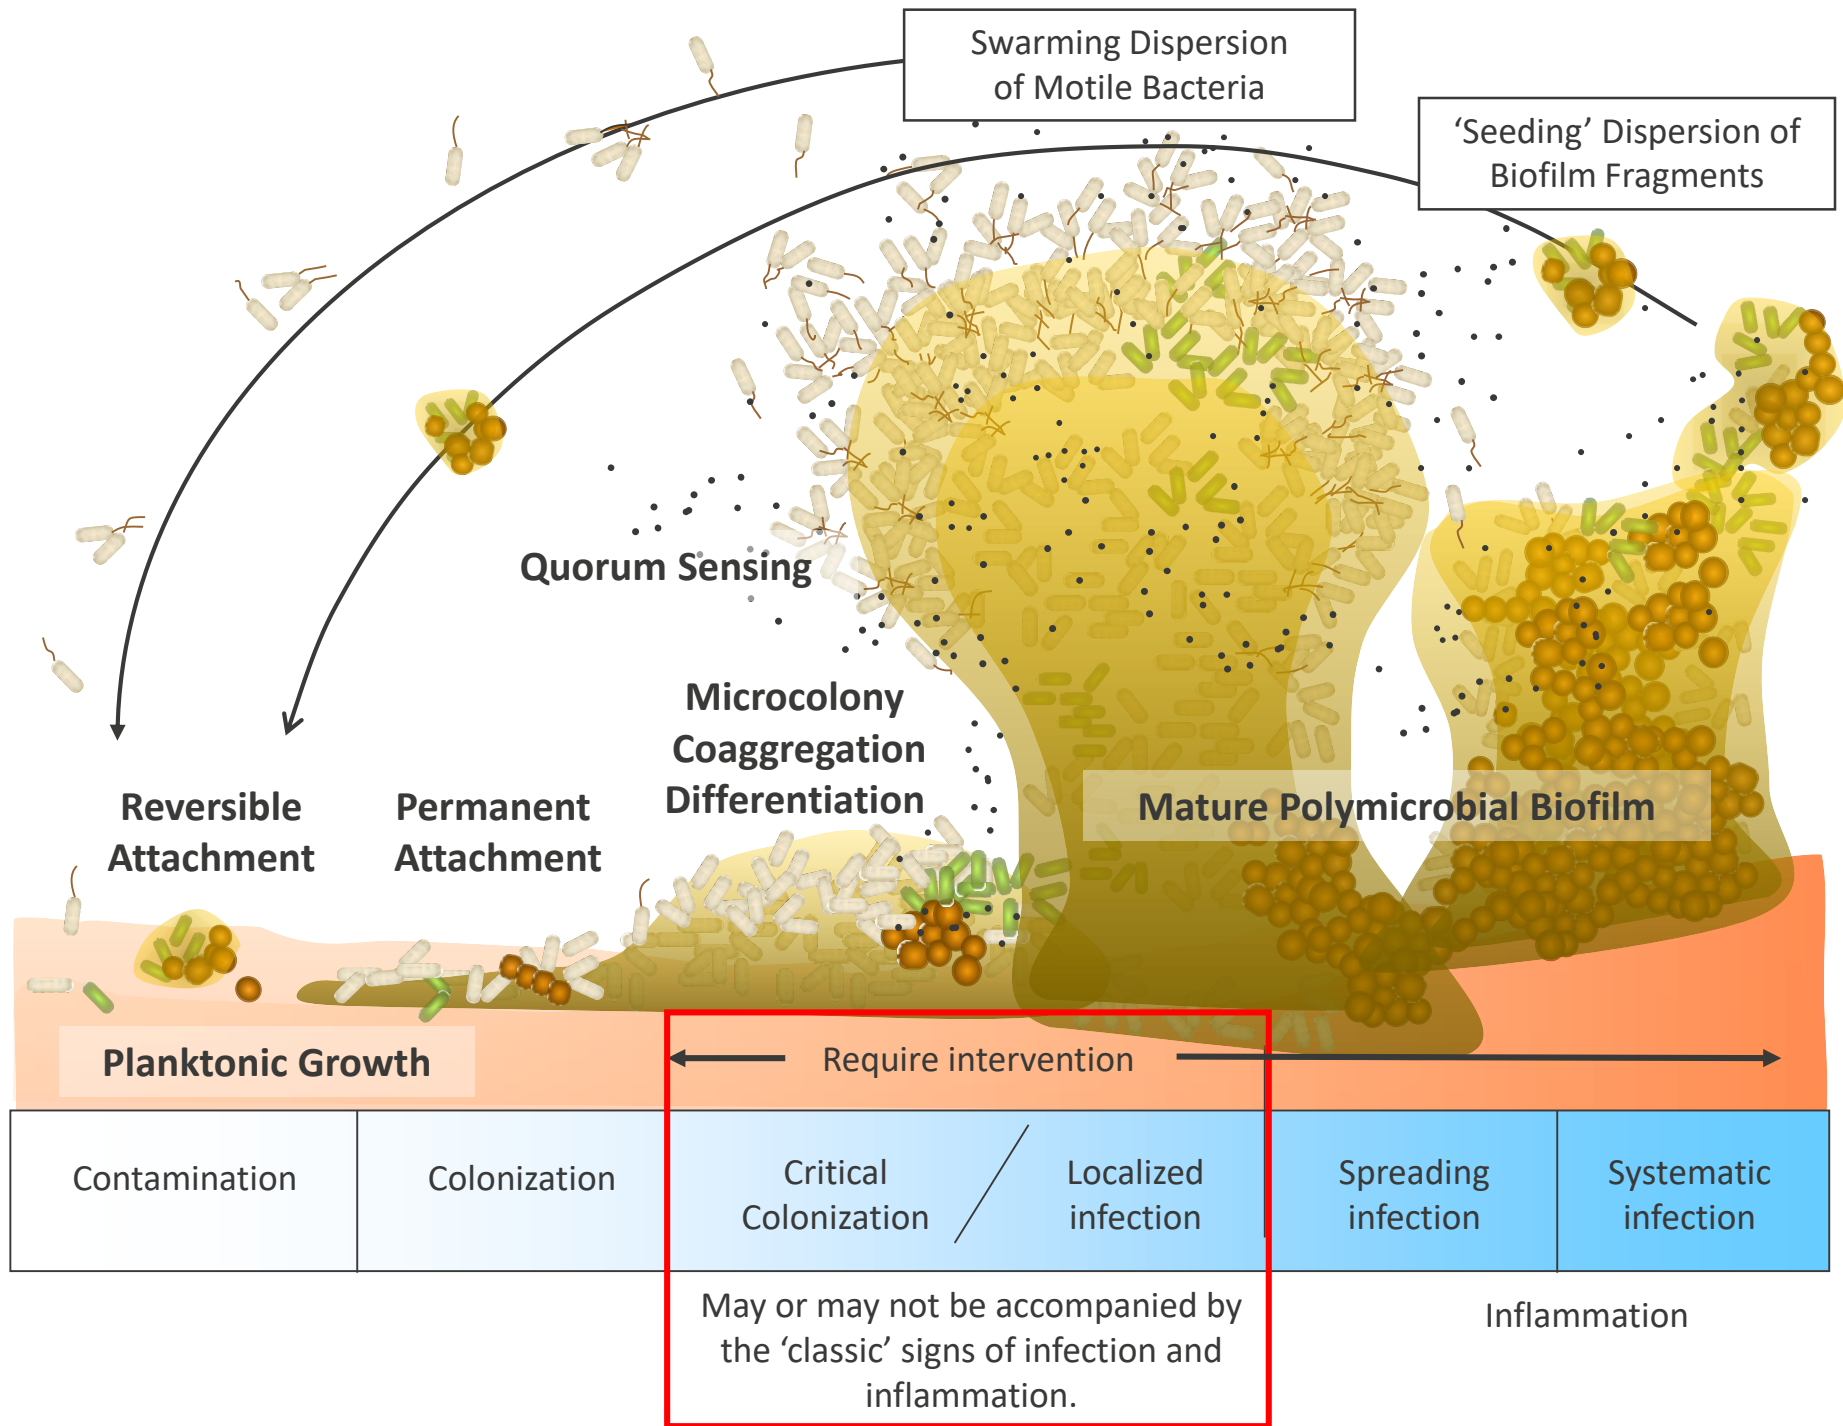 Swarming Dispersion
of Motile Bacteria
‘Seeding’ Dispersion of
Biofilm Fragments
Quorum Sensing
Microcolony
Coaggregation
Differentiation
Reversible
Attachment
Permanent
Attachment
Mature Polymicrobial Biofilm
Planktonic Growth
Require intervention
Contamination
Colonization
Critical
Colonization
Localized
infection
Spreading
infection
Systematic
infection
May or may not be accompanied by
the ‘classic’ signs of infection and
inflammation.
Inflammation